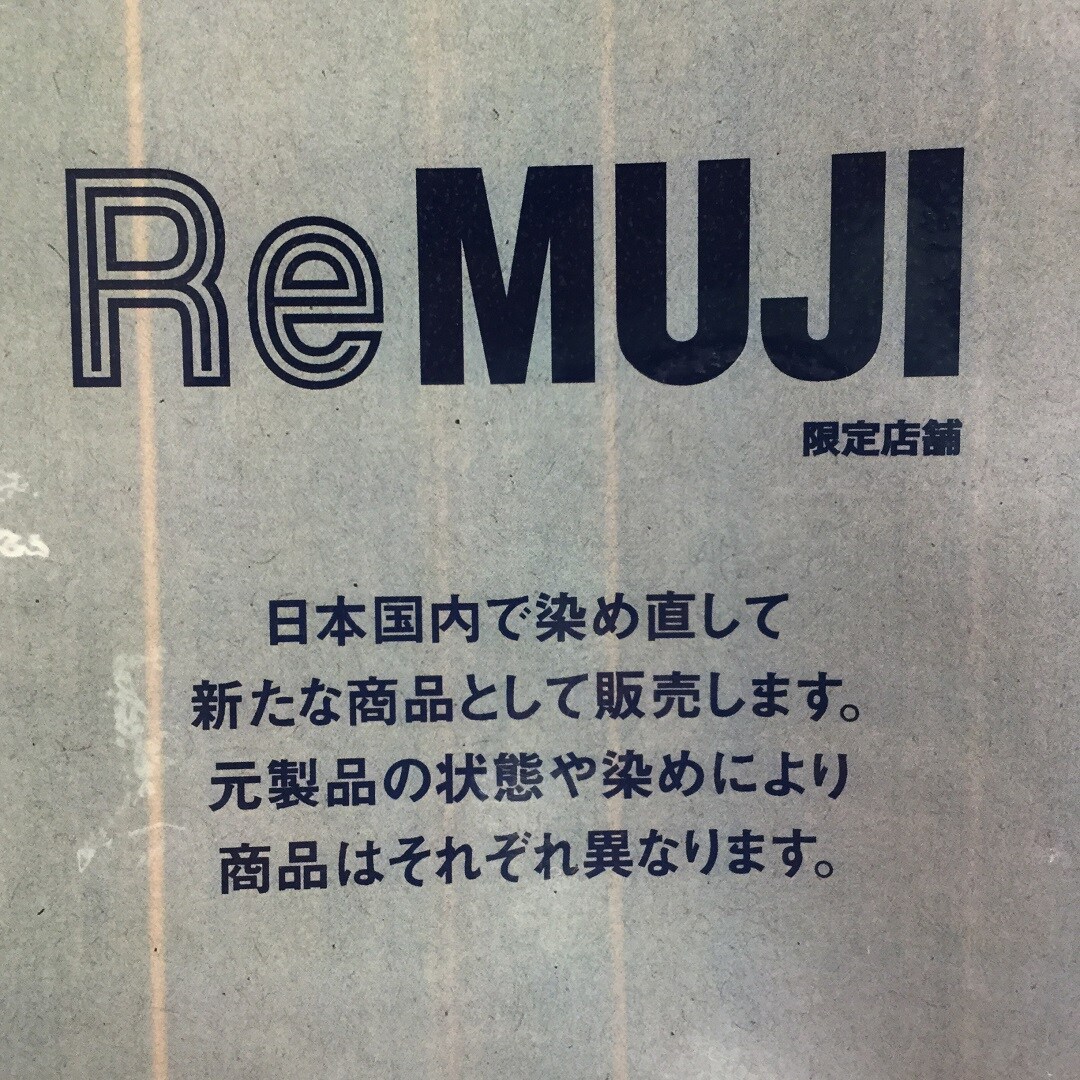 ReMUJI
限定店舗
日本国内で染め直して
新たな商品として販売します。
元製品の状態や染めにより
商品はそれぞれ異なります。